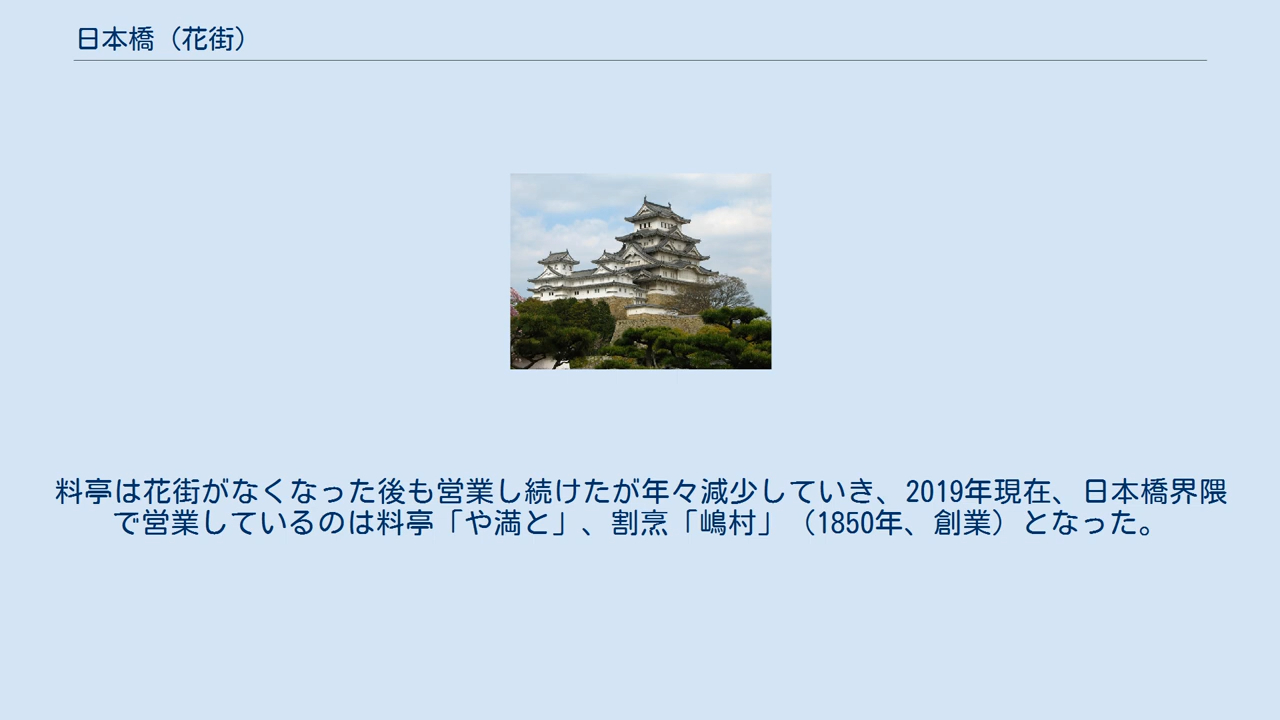 日本橋（花街）
料亭は花街がなくなった後も営業し続けたが年々減少していき、2019年現在、日本橋界隈
で営業しているのは料亭「や満と」、割烹「嶋村」（1850年、創業）となった。